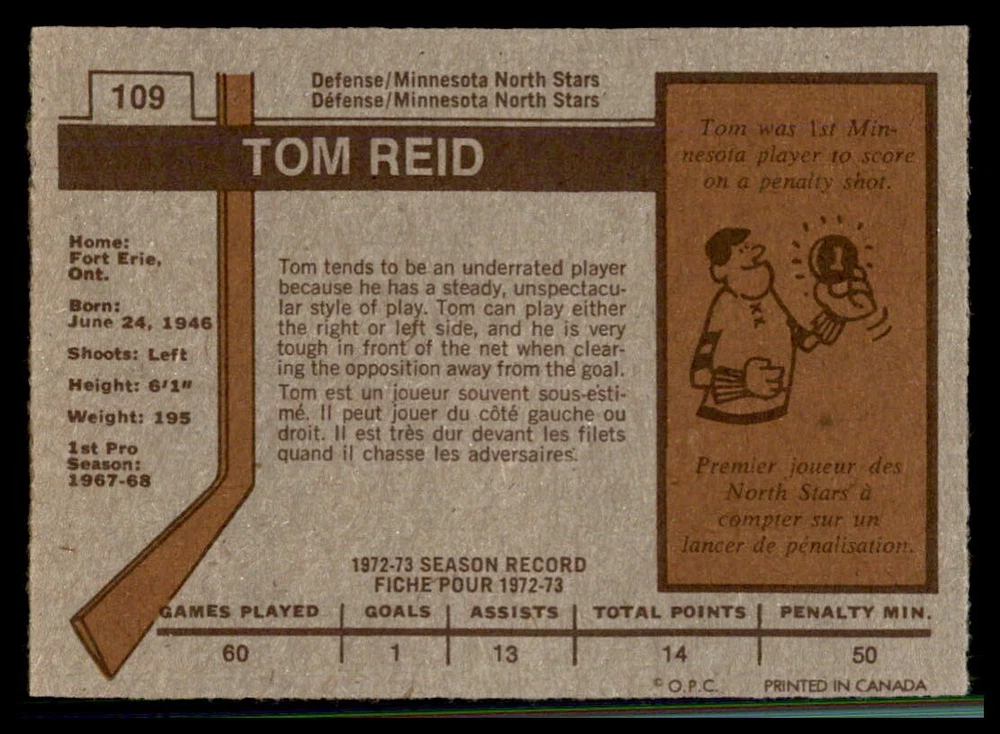 109
Defense/Minnesota North Stars
Défense/Minnesota North Stars
TOM REID
Home:
Fort Erie,
Ont.
Born:
June 24, 1946
Shoots: Left
Height: 6'1"
Weight: 195
1st Pro
Season:
1967-68
Tom tends to be an underrated player
because he has a steady, unspectacu-
lar style of play. Tom can play either
the right or left side, and he is very
tough in front of the net when clear-
ing the opposition away from the goal.
Tom est un joueur souvent sous-esti-
mé. Il peut jouer du côté gauche ou
droit. Il est très dur devant les filets
quand il chasse les adversaires.
Tom was 1st Min-
nesota player to score
on a penalty shot.
1
Premier joueur des
North Stars à
compter sur un
lancer de pénalisation.
1972-73 SEASON RECORD
FICHE POUR 1972-73
GAMES PLAYED GOALS ASSISTS TOTAL POINTS PENALTY MIN.
60 1 13 14 50
© O.P.C. PRINTED IN CANADA